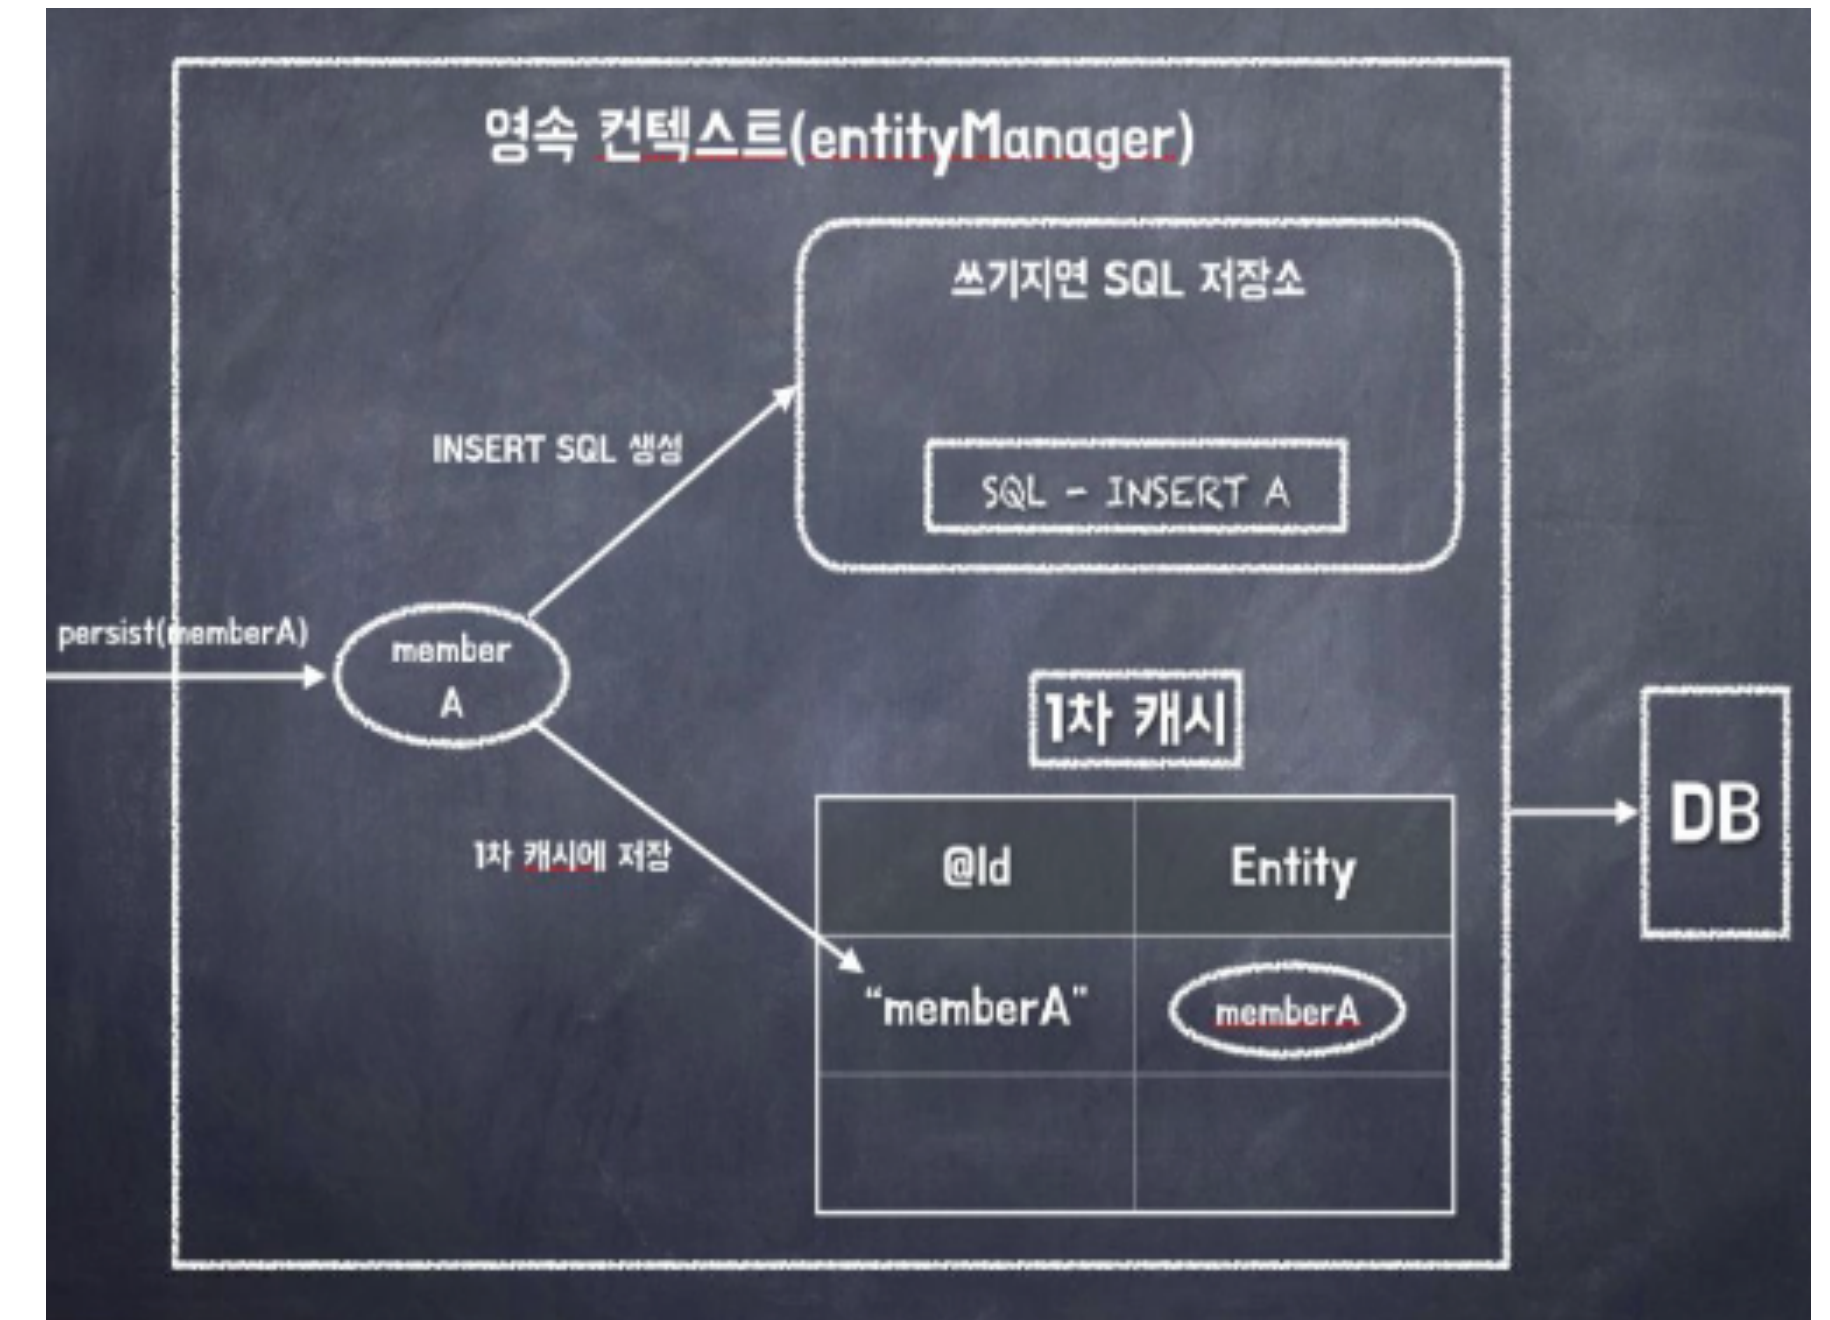 영속 컨텍스트(entityManager)
쓰기지연 SQL 저장소
INSERT SQL 생성
SQL - INSERT A
persist(memberA)
member
A
1차 캐시
1차 캐시에 저장
@Id
Entity
"memberA"
memberA
DB